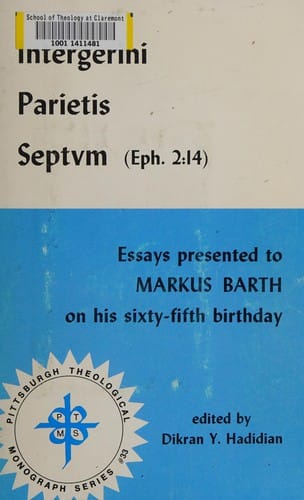 School of Theology at Claremont
1001 1411481
Intergerini
Parietis
Septvm (Eph. 2:14)
Essays presented to
MARKUS BARTH
on his sixty-fifth birthday
edited by
Dikran Y. Hadidian
PITTSBURGH THEOLOGICAL
MONOGRAPH SERIES #33
P T
M S